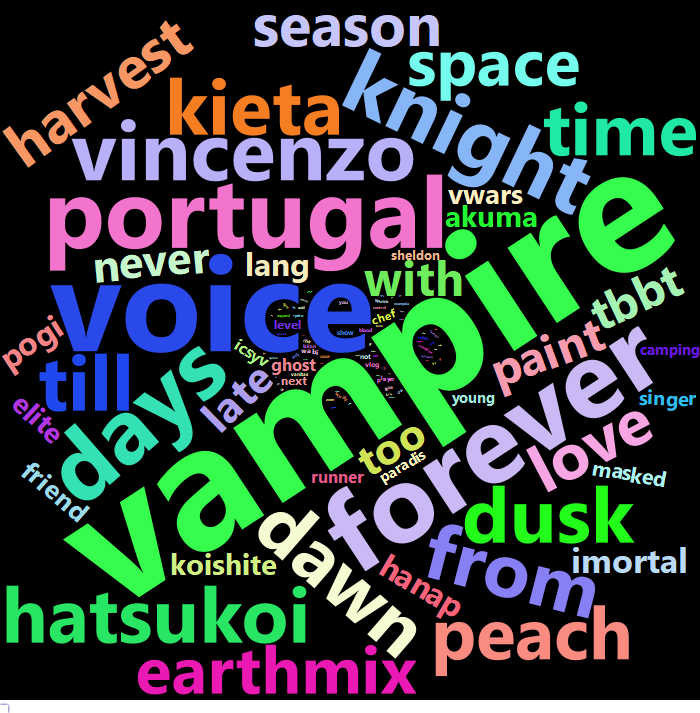 season
harvest
space
kieta
knight
time
vincenzo
portugal
vwars
akuma
never
lang
sheldon
with
voice
vampire
you
chef
level
show
blood
tbbt
pogi
icsyv
ghost
not
vlog
next
paint
camping
till
days
late
forever
young
singer
elite
too
paradis
love
runner
masked
friend
dawn
dusk
koishite
hanap
from
imortal
hatsukoi
peach
earthmix